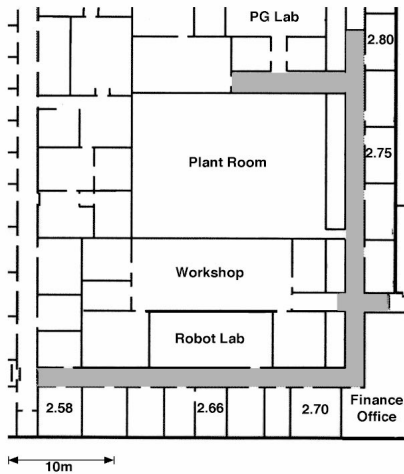 PG Lab
2.80
2.75
Plant Room
Workshop
Robot Lab
2.58
2.66
2.70
Finance
Office
10m